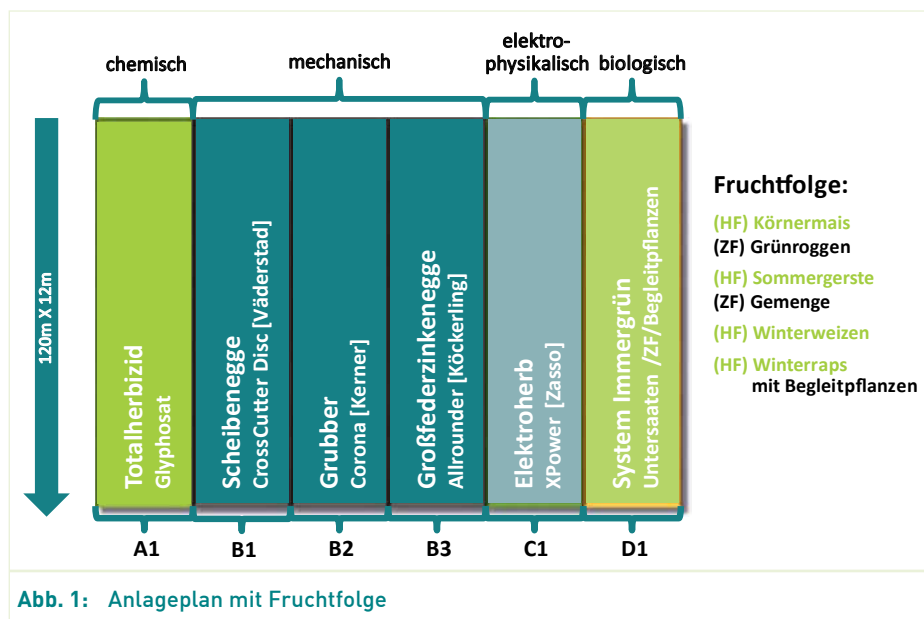 chemisch
mechanisch
elektro-
physikalisch
biologisch
120m X 12m
Totalherbizid
Glyphosat
Scheibenegge
CrossCutter Disc [Väderstad]
Grubber
Corona [Kerner]
Großfederzinkenegge
Allrounder [Köckerling]
Elektroherb
XPower [Zasso]
System Immergrün
Untersaaten /ZF/Begleitpflanzen
A1
B1
B2
B3
C1
D1
Fruchtfolge:
(HF) Körnermais
(ZF) Grünroggen
(HF) Sommergerste
(ZF) Gemenge
(HF) Winterweizen
(HF) Winterraps
mit Begleitpflanzen
Abb. 1: Anlageplan mit Fruchtfolge